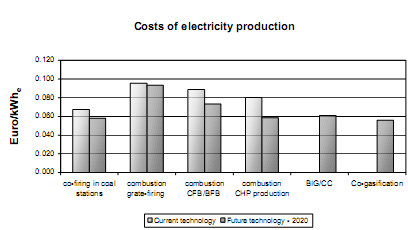 Costs of electricity production
Euro/kWhe
0.120
0.100
0.080
0.060
0.040
0.020
0.000
co-firing in coal stations
combustion grate-firing
combustion CFB/BFB
combustion CHP production
BIG/CC
Co-gasification
Current technology
Future technology - 2020